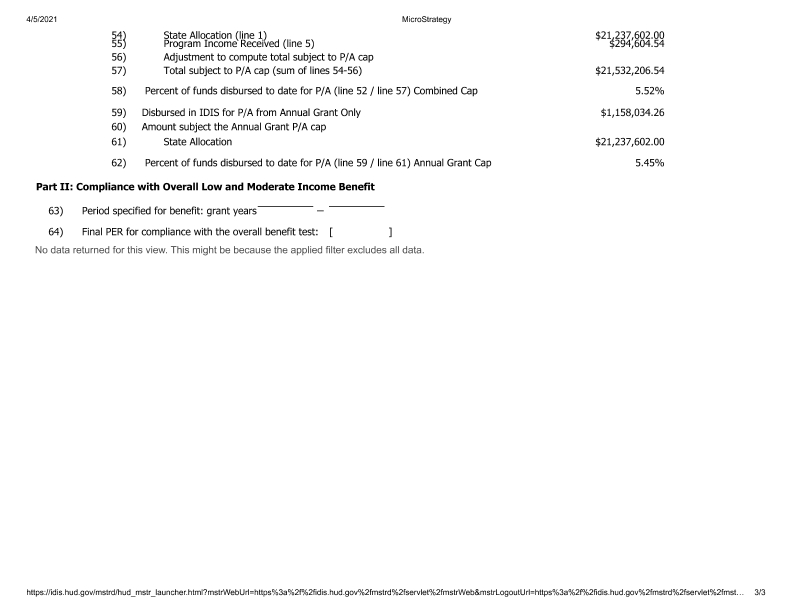 4/5/2021 MicroStrategy
54) State Allocation (line 1) $21,237,602.00
55) Program Income Received (line 5) $294,604.54
56) Adjustment to compute total subject to P/A cap
57) Total subject to P/A cap (sum of lines 54-56) $21,532,206.54
58) Percent of funds disbursed to date for P/A (line 52 / line 57) Combined Cap 5.52%
59) Disbursed in IDIS for P/A from Annual Grant Only $1,158,034.26
60) Amount subject the Annual Grant P/A cap
61) State Allocation $21,237,602.00
62) Percent of funds disbursed to date for P/A (line 59 / line 61) Annual Grant Cap 5.45%
Part II: Compliance with Overall Low and Moderate Income Benefit
63) Period specified for benefit: grant years ___________ – ___________
64) Final PER for compliance with the overall benefit test: [ ]
No data returned for this view. This might be because the applied filter excludes all data.
https://idis.hud.gov/mstrd/hud_mstr_launcher.html?mstrWebUrl=https%3a%2f%2fidis.hud.gov%2fmstrd%2fservlet%2fmstrWeb&mstrLogoutUrl=https%3a%2f%2fidis.hud.gov%2fmstrd%2fservlet%2fmst… 3/3